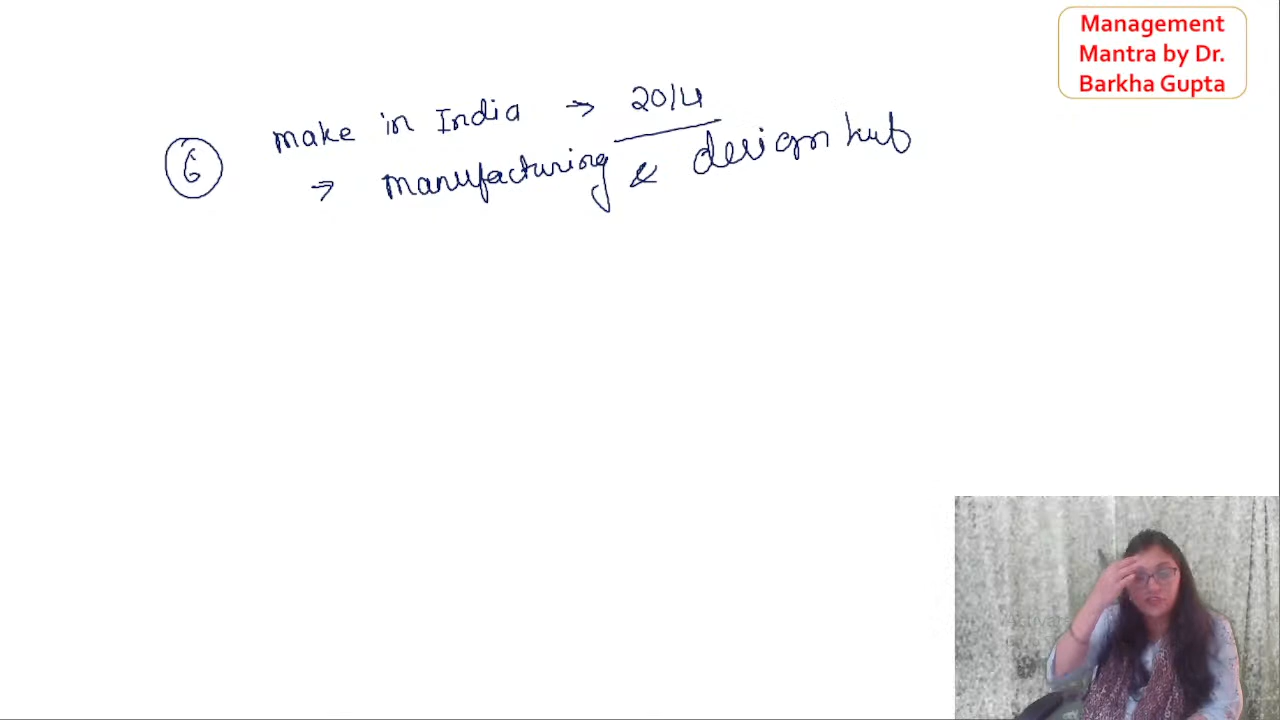 Management
Mantra by Dr.
Barkha Gupta
6
make in India → 2014
→ manufacturing & design hub